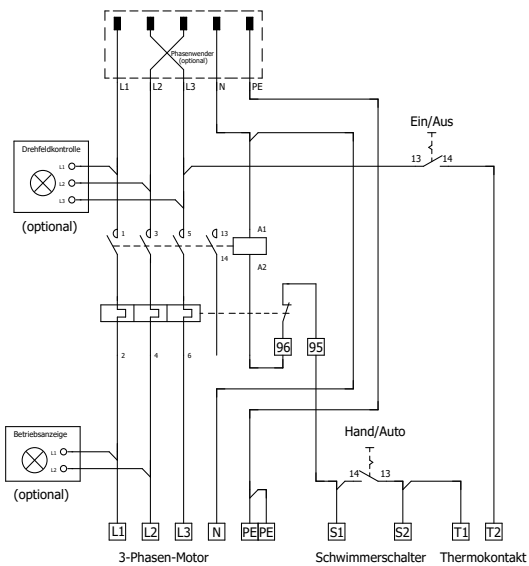 Phasenwender
(optional)
L1 L2 L3 N PE
Ein/Aus
13 14
Drehfeldkontrolle
L1
L2
L3
(optional)
1 3 5 13 A1
14 A2
96 95
2 4 6
Hand/Auto
14 13
Betriebsanzeige
L1
L2
(optional)
L1 L2 L3 N PE PE S1 S2 T1 T2
3-Phasen-Motor Schwimmerschalter Thermokontakt